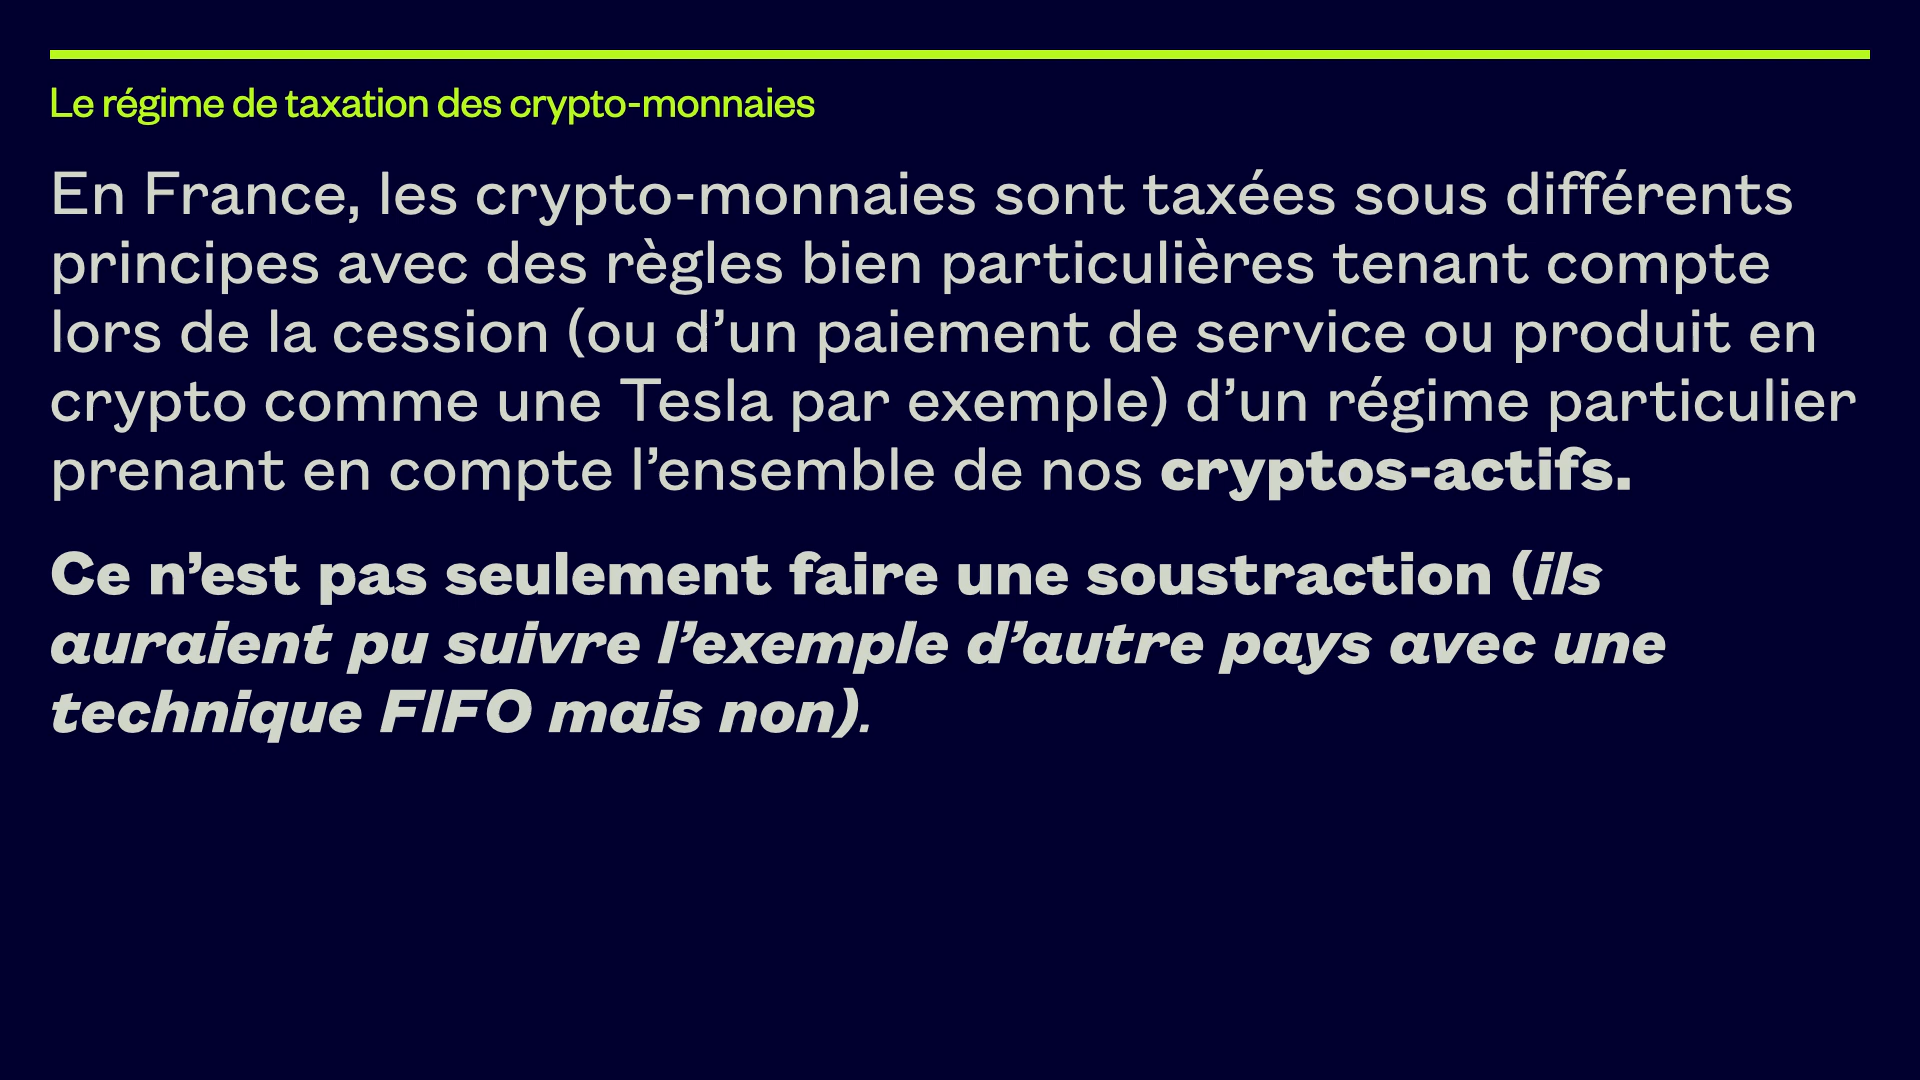 Le régime de taxation des crypto-monnaies
En France, les crypto-monnaies sont taxées sous différents
principes avec des règles bien particulières tenant compte
lors de la cession (ou d’un paiement de service ou produit en
crypto comme une Tesla par exemple) d’un régime particulier
prenant en compte l’ensemble de nos cryptos-actifs.
Ce n’est pas seulement faire une soustraction (ils
auraient pu suivre l’exemple d’autre pays avec une
technique FIFO mais non).